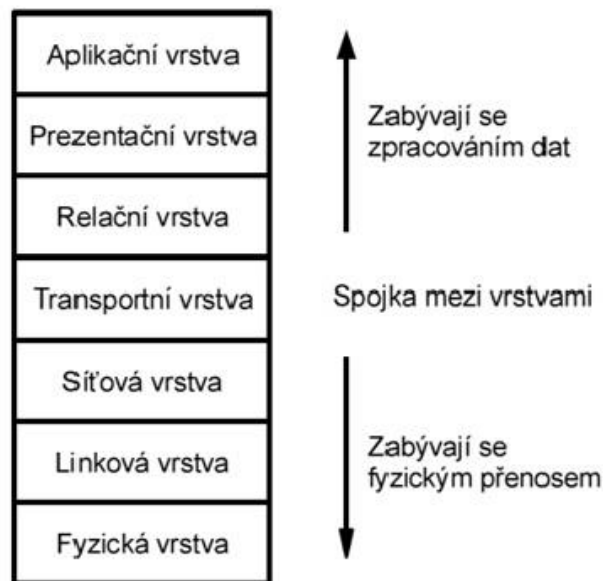 Aplikační vrstva
Prezentační vrstva
Relační vrstva
Transportní vrstva
Síťová vrstva
Linková vrstva
Fyzická vrstva
Zabývají se
zpracováním dat
Spojka mezi vrstvami
Zabývají se
fyzickým přenosem